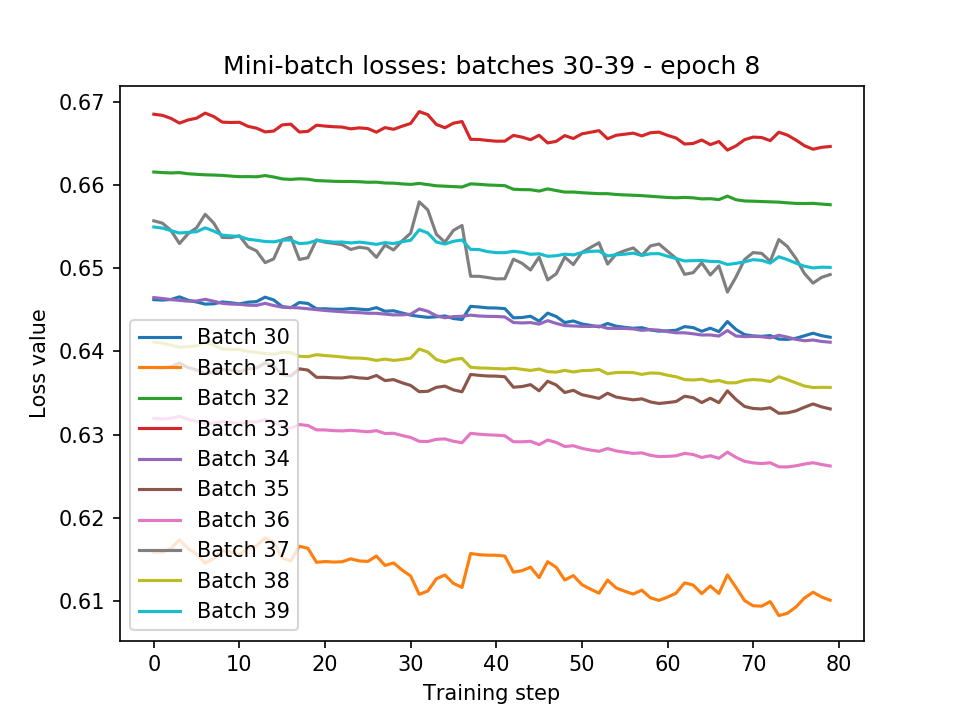 Mini-batch losses: batches 30-39 - epoch 8
Loss value
0.67
0.66
0.65
0.64
0.63
0.62
0.61
Batch 30
Batch 31
Batch 32
Batch 33
Batch 34
Batch 35
Batch 36
Batch 37
Batch 38
Batch 39
0 10 20 30 40 50 60 70 80
Training step